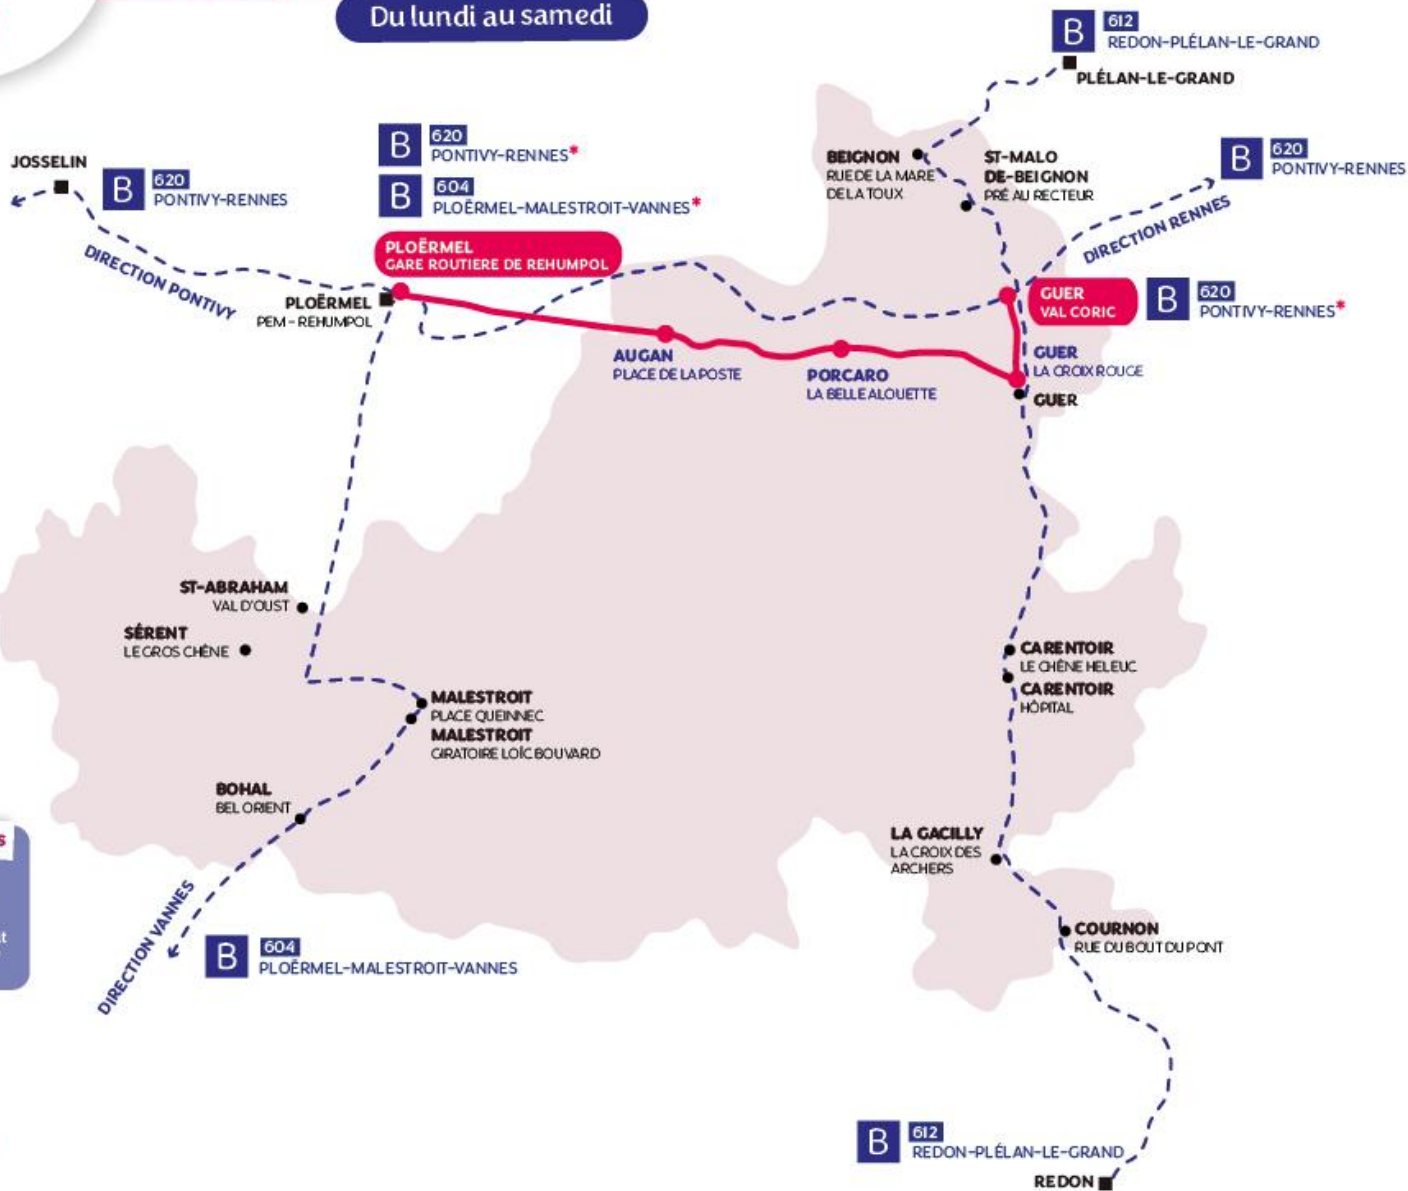 Du lundi au samedi
B 612
REDON-PLÉLAN-LE-GRAND
PLÉLAN-LE-GRAND
B 620
PONTIVY-RENNES*
B 604
PLOËRMEL-MALESTROIT-VANNES*
JOSSELIN
B 620
PONTIVY-RENNES
BEIGNON
RUE DE LA MARE
DE LA TOUX
ST-MALO
DE-BEIGNON
PRÉ AU RECTEUR
B 620
PONTIVY-RENNES
DIRECTION RENNES
DIRECTION PONTIVY
PLOËRMEL
GARE ROUTIERE DE REHUMPOL
PLOËRMEL
PEM - REHUMPOL
GUER
VAL CORIC
B 620
PONTIVY-RENNES*
AUGAN
PLACE DE LA POSTE
PORCARO
LA BELLE ALOUETTE
GUER
LA CROIX ROUGE
GUER
ST-ABRAHAM
VAL D'OUST
SÉRENT
LE GROS CHÊNE
MALESTROIT
PLACE QUEINNEC
MALESTROIT
GIRATOIRE LOÏC BOUVARD
CARENTOIR
LE CHÊNE HELEUC
CARENTOIR
HÔPITAL
BOHAL
BEL ORIENT
LA GACILLY
LA CROIX DES
ARCHERS
DIRECTION VANNES
B 604
PLOËRMEL-MALESTROIT-VANNES
COURNON
RUE DU BOUT DU PONT
B 612
REDON-PLÉLAN-LE-GRAND
REDON